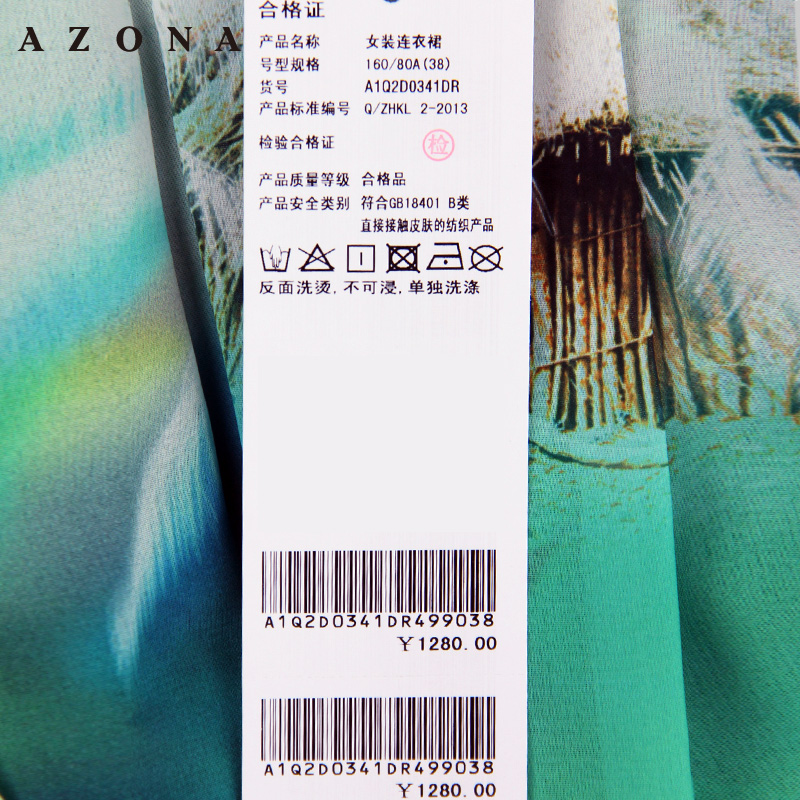 AZONA
合格证
产品名称 女装连衣裙
号型规格 160/80A(38)
货号 A1Q2D0341DR
产品标准编号 Q/ZHKL 2-2013
检验合格证 检
产品质量等级 合格品
产品安全类别 符合GB18401 B类
直接接触皮肤的纺织产品
反面洗烫,不可浸,单独洗涤
A1Q2D0341DR499038
¥1280.00
A1Q2D0341DR499038
¥1280.00